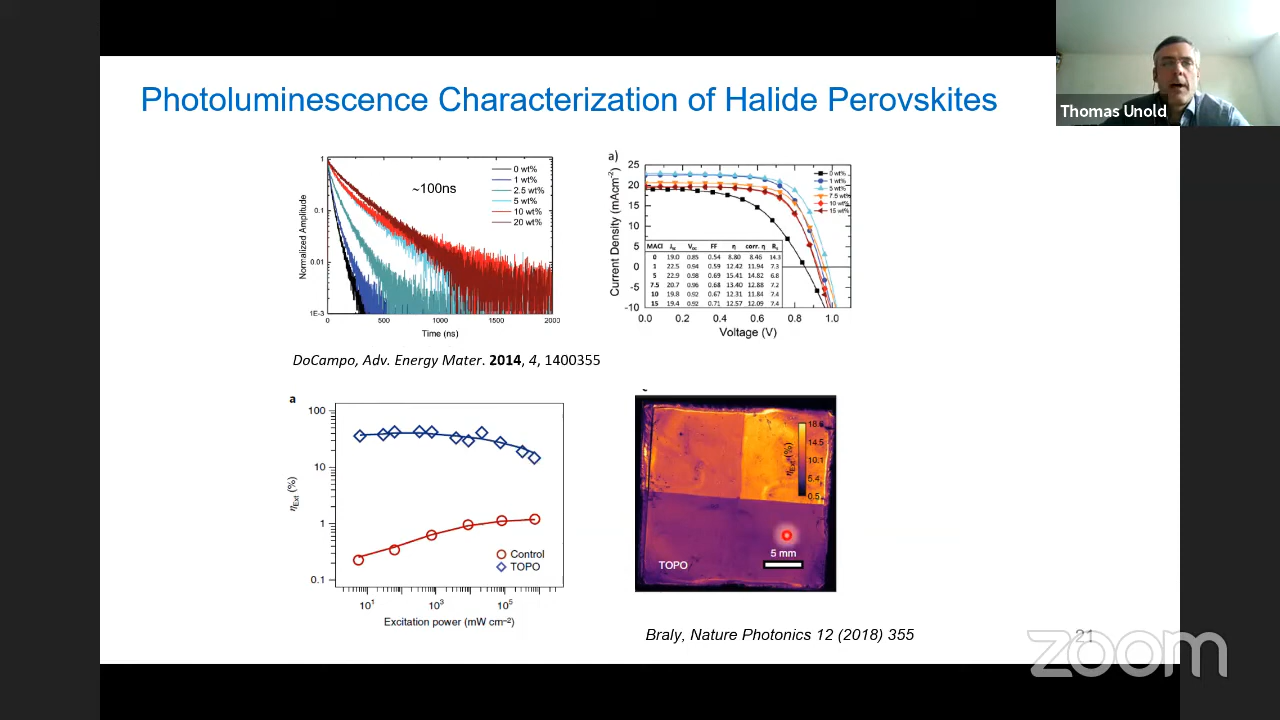 Photoluminescence Characterization of Halide Perovskites
Thomas Unold
1
0.1
0.01
1E-3
Normalized Amplitude
~100ns
0 wt%
1 wt%
2.5 wt%
5 wt%
10 wt%
20 wt%
0 500 1000 1500 2000
Time (ns)
a)
25
20
15
10
5
0
-5
-10
Current Density (mAcm⁻²)
0 wt%
1 wt%
5 wt%
7.5 wt%
10 wt%
15 wt%
MACl Jsc Voc FF η corr. η Rs
0 19.0 0.85 0.54 8.80 8.46 14.3
1 22.5 0.94 0.59 12.42 11.94 7.3
5 22.9 0.98 0.69 15.41 14.82 6.8
7.5 20.7 0.96 0.68 13.40 12.88 7.2
10 19.8 0.92 0.67 12.31 11.84 7.4
15 19.4 0.92 0.71 12.57 12.09 7.4
0.0 0.2 0.4 0.6 0.8 1.0
Voltage (V)
DoCampo, Adv. Energy Mater. 2014, 4, 1400355
a
100
10
1
0.1
ηExt (%)
Control
TOPO
10¹ 10³ 10⁵
Excitation power (mW cm⁻²)
18.6
14.5
10.1
5.4
0.5
ηExt (%)
5 mm
TOPO
Braly, Nature Photonics 12 (2018) 355
21
zoom